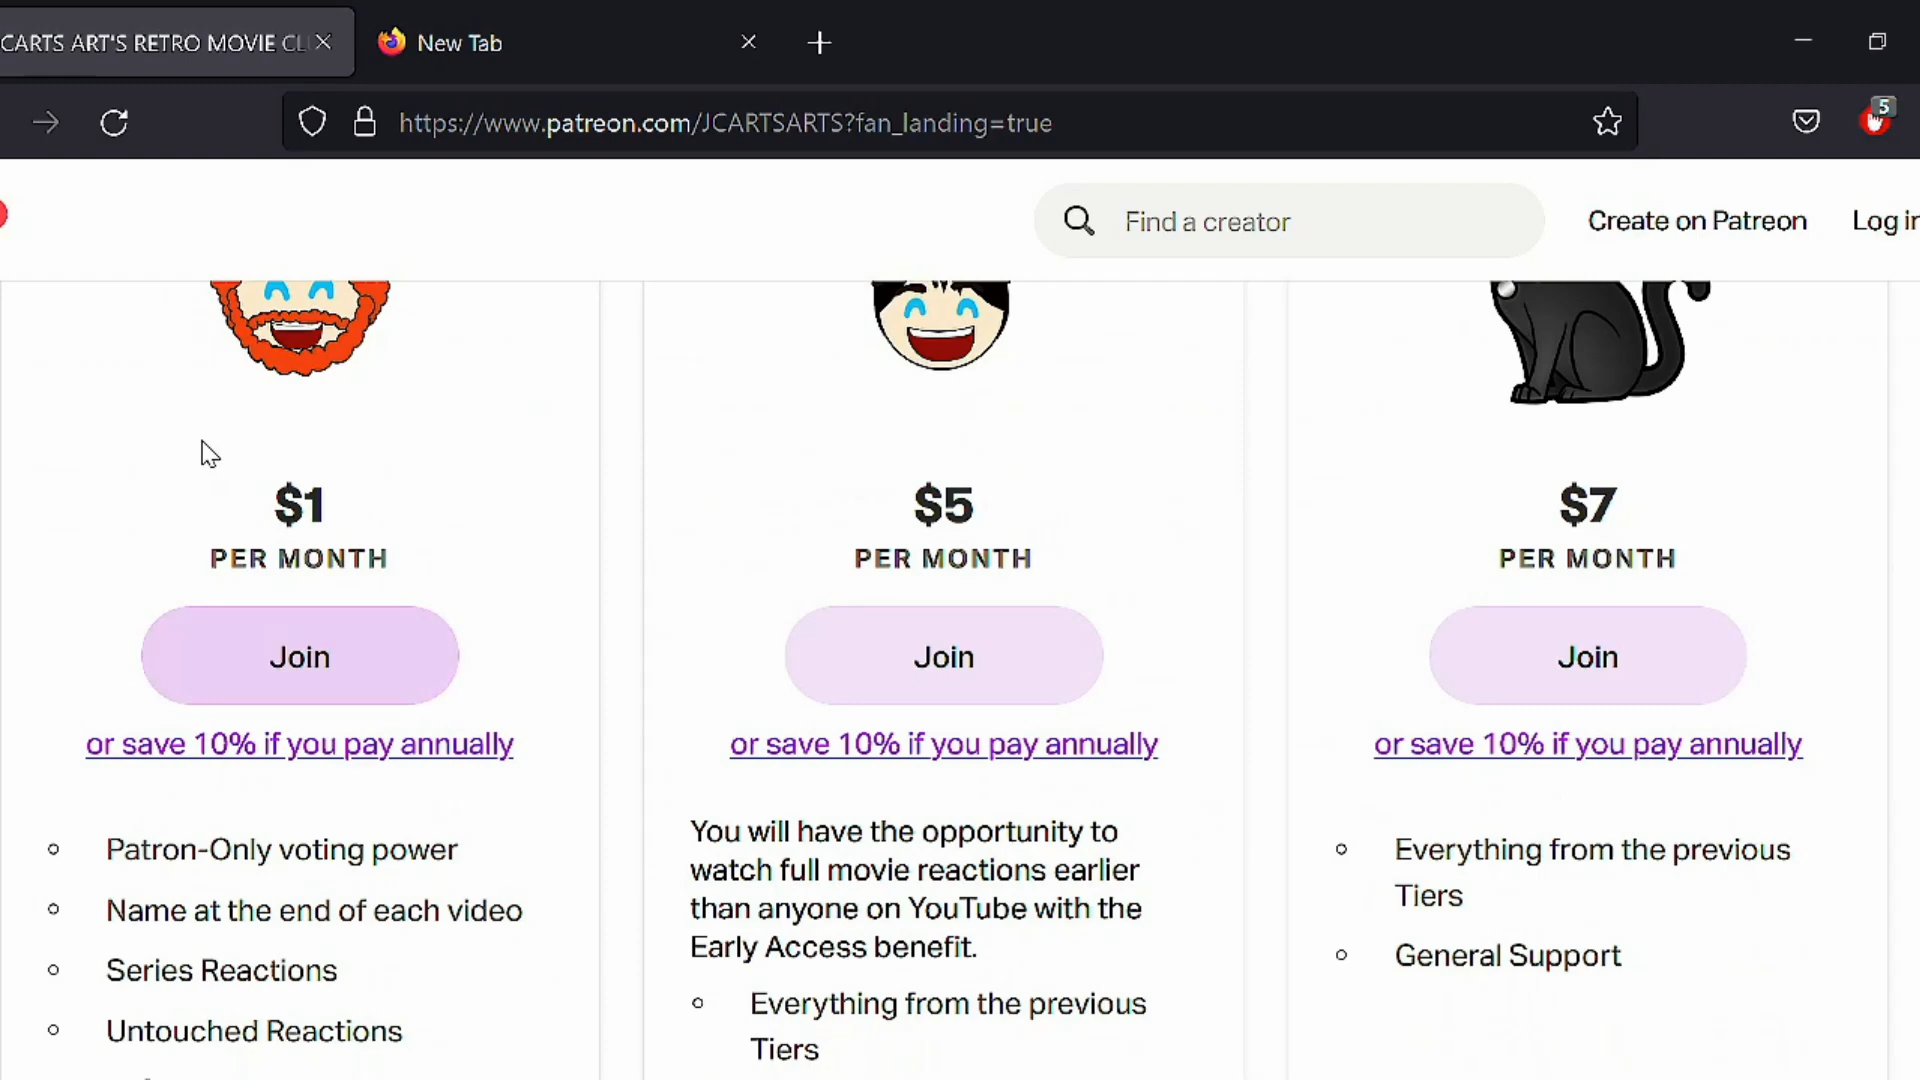 CARTS ART'S RETRO MOVIE CL
New Tab
5
https://www.patreon.com/JCARTSARTS?fan_landing=true
Find a creator
Create on Patreon
Log in
$1
PER MONTH
Join
or save 10% if you pay annually
Patron-Only voting power
Name at the end of each video
Series Reactions
Untouched Reactions
$5
PER MONTH
Join
or save 10% if you pay annually
You will have the opportunity to
watch full movie reactions earlier
than anyone on YouTube with the
Early Access benefit.
Everything from the previous
Tiers
$7
PER MONTH
Join
or save 10% if you pay annually
Everything from the previous
Tiers
General Support